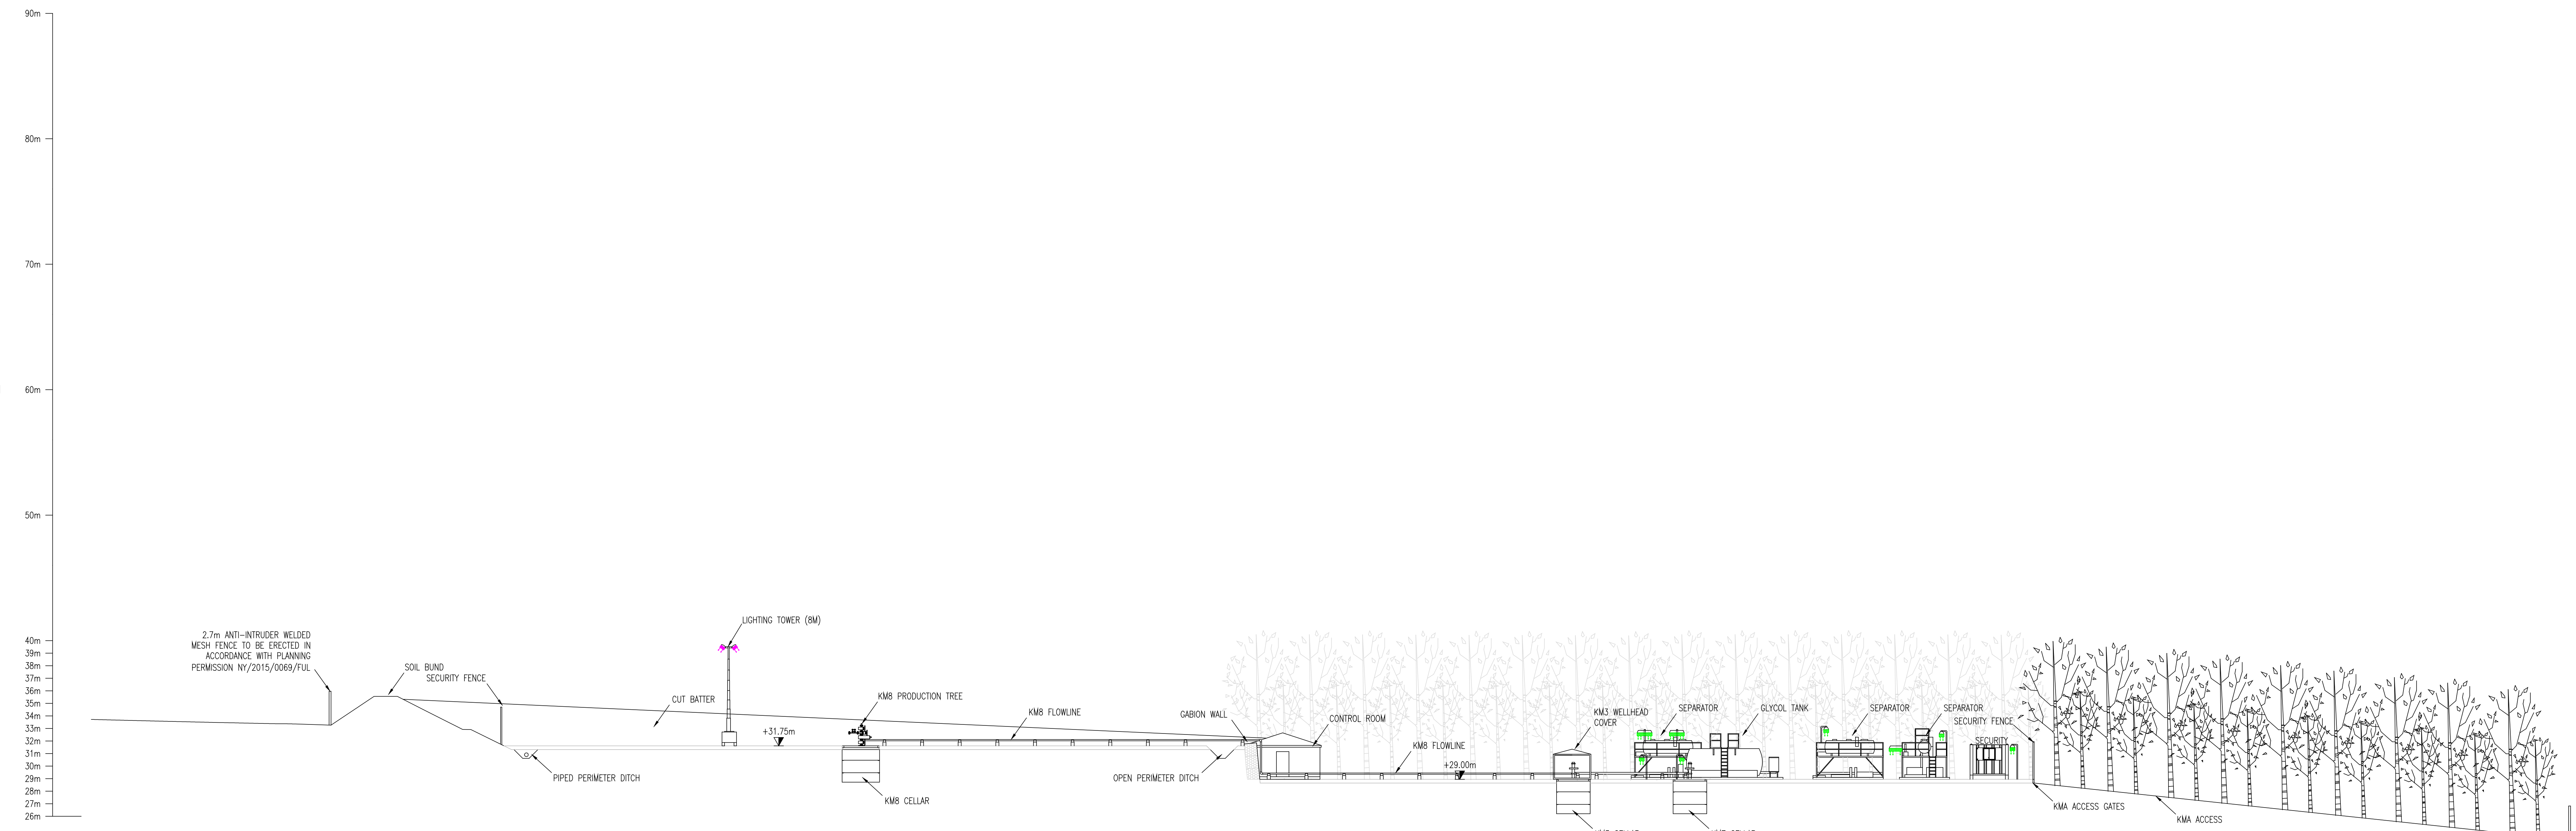 90m
80m
70m
60m
50m
40m
39m
38m
37m
36m
35m
34m
33m
32m
31m
30m
29m
28m
27m
26m
2.7m ANTI-INTRUDER WELDED
MESH FENCE TO BE ERECTED IN
ACCORDANCE WITH PLANNING
PERMISSION NY/2015/0069/FUL
SOIL BUND
SECURITY FENCE
PIPED PERIMETER DITCH
CUT BATTER
LIGHTING TOWER (8M)
+31.75m
KM8 PRODUCTION TREE
KM8 CELLAR
KM8 FLOWLINE
OPEN PERIMETER DITCH
GABION WALL
CONTROL ROOM
KM8 FLOWLINE
+29.00m
KM3 WELLHEAD
COVER
SEPARATOR
GLYCOL TANK
SEPARATOR
SEPARATOR
SECURITY FENCE
SECURITY
KMA ACCESS GATES
KMA ACCESS